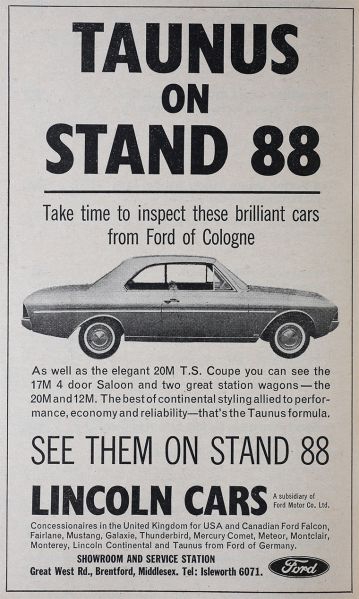 TAUNUS
ON
STAND 88
Take time to inspect these brilliant cars
from Ford of Cologne
As well as the elegant 20M T.S. Coupe you can see the
17M 4 door Saloon and two great station wagons—the
20M and 12M. The best of continental styling allied to perfor-
mance, economy and reliability—that's the Taunus formula.
SEE THEM ON STAND 88
LINCOLN CARS
A subsidiary of
Ford Motor Co. Ltd.
Concessionaires in the United Kingdom for USA and Canadian Ford Falcon,
Fairlane, Mustang, Galaxie, Thunderbird, Mercury Comet, Meteor, Montclair,
Monterey, Lincoln Continental and Taunus from Ford of Germany.
SHOWROOM AND SERVICE STATION
Great West Rd., Brentford, Middlesex. Tel: Isleworth 6071.
Ford